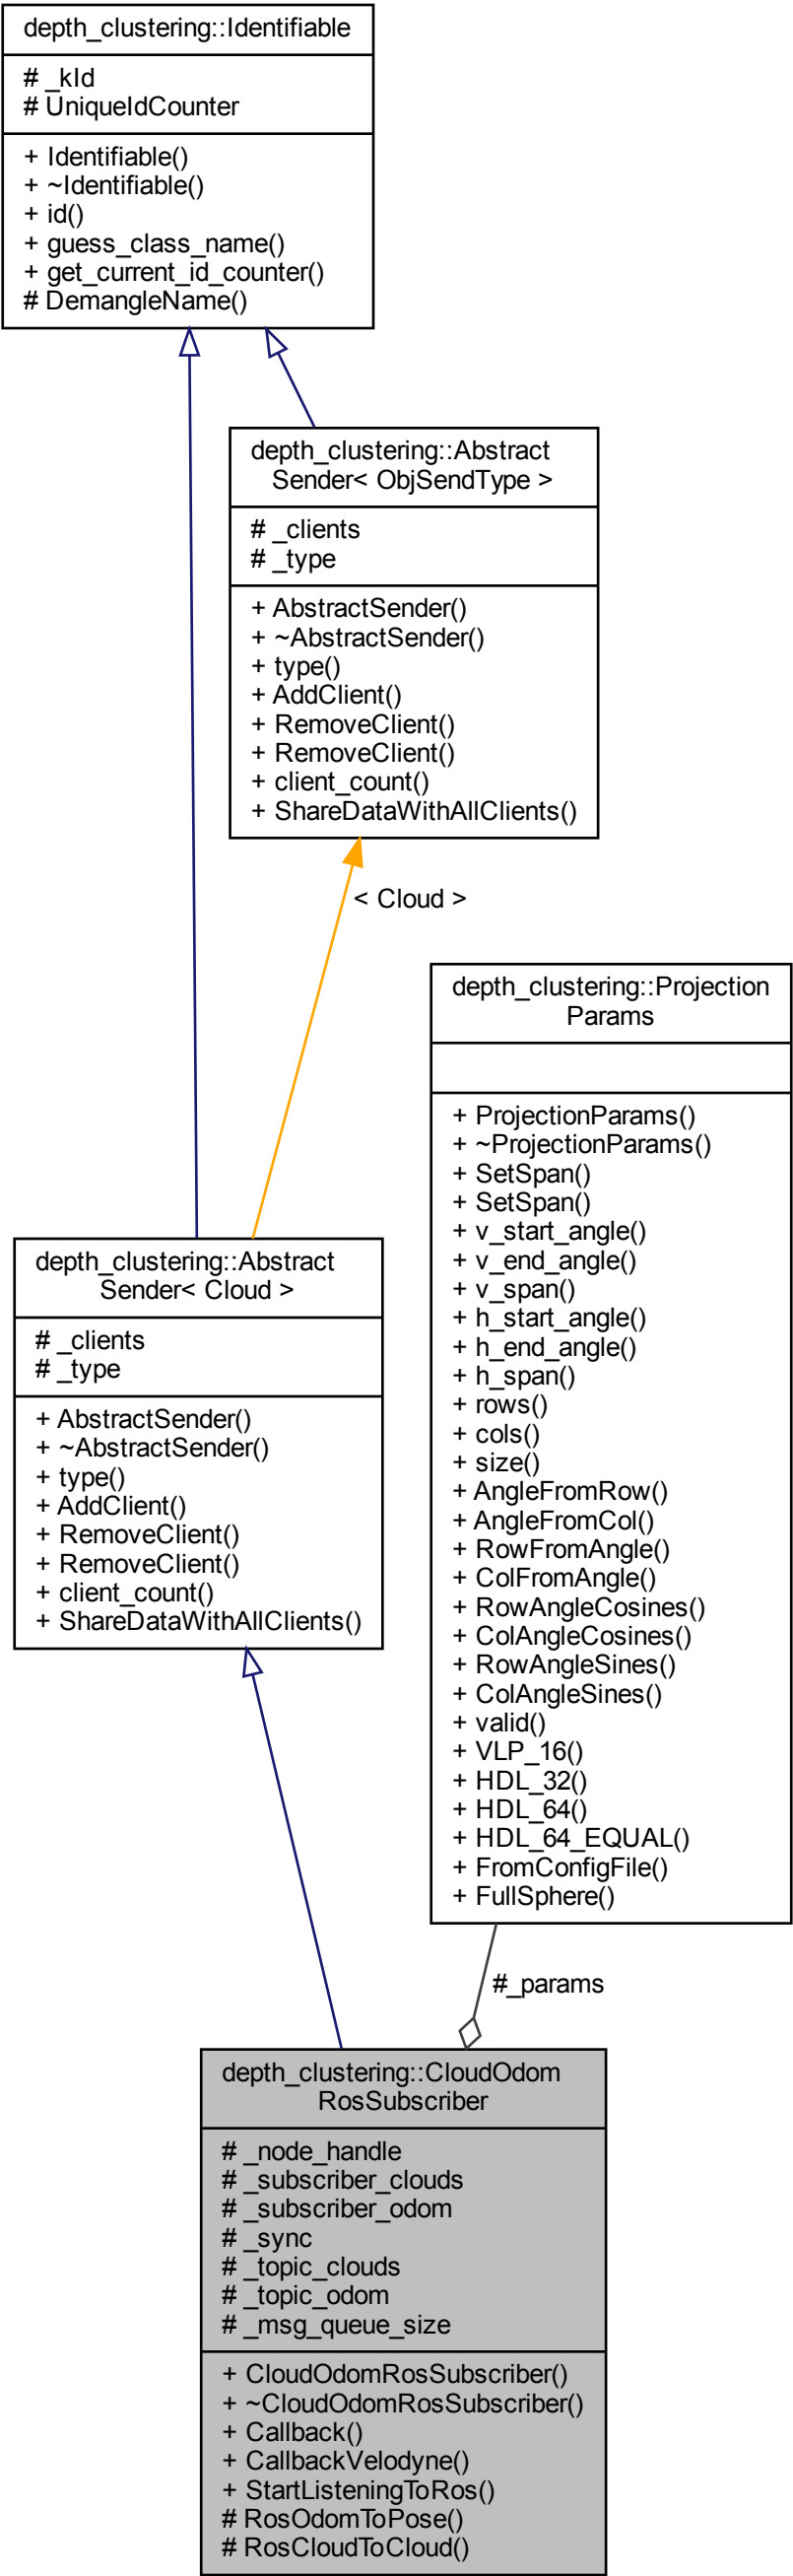 depth_clustering::Identifiable
# _kId
# UniqueIdCounter
+ Identifiable()
+ ~Identifiable()
+ id()
+ guess_class_name()
+ get_current_id_counter()
# DemangleName()
depth_clustering::Abstract
Sender< ObjSendType >
# _clients
# _type
+ AbstractSender()
+ ~AbstractSender()
+ type()
+ AddClient()
+ RemoveClient()
+ RemoveClient()
+ client_count()
+ ShareDataWithAllClients()
< Cloud >
depth_clustering::Projection
Params
+ ProjectionParams()
+ ~ProjectionParams()
+ SetSpan()
+ SetSpan()
+ v_start_angle()
+ v_end_angle()
+ v_span()
+ h_start_angle()
+ h_end_angle()
+ h_span()
+ rows()
+ cols()
+ size()
+ AngleFromRow()
+ AngleFromCol()
+ RowFromAngle()
+ ColFromAngle()
+ RowAngleCosines()
+ ColAngleCosines()
+ RowAngleSines()
+ ColAngleSines()
+ valid()
+ VLP_16()
+ HDL_32()
+ HDL_64()
+ HDL_64_EQUAL()
+ FromConfigFile()
+ FullSphere()
depth_clustering::Abstract
Sender< Cloud >
# _clients
# _type
+ AbstractSender()
+ ~AbstractSender()
+ type()
+ AddClient()
+ RemoveClient()
+ RemoveClient()
+ client_count()
+ ShareDataWithAllClients()
#_params
depth_clustering::CloudOdom
RosSubscriber
# _node_handle
# _subscriber_clouds
# _subscriber_odom
# _sync
# _topic_clouds
# _topic_odom
# _msg_queue_size
+ CloudOdomRosSubscriber()
+ ~CloudOdomRosSubscriber()
+ Callback()
+ CallbackVelodyne()
+ StartListeningToRos()
# RosOdomToPose()
# RosCloudToCloud()